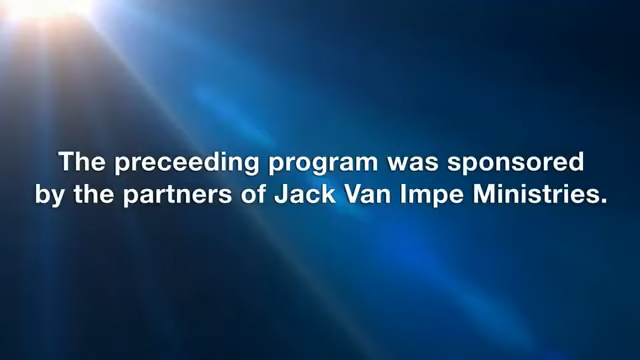 The preceeding program was sponsored
by the partners of Jack Van Impe Ministries.